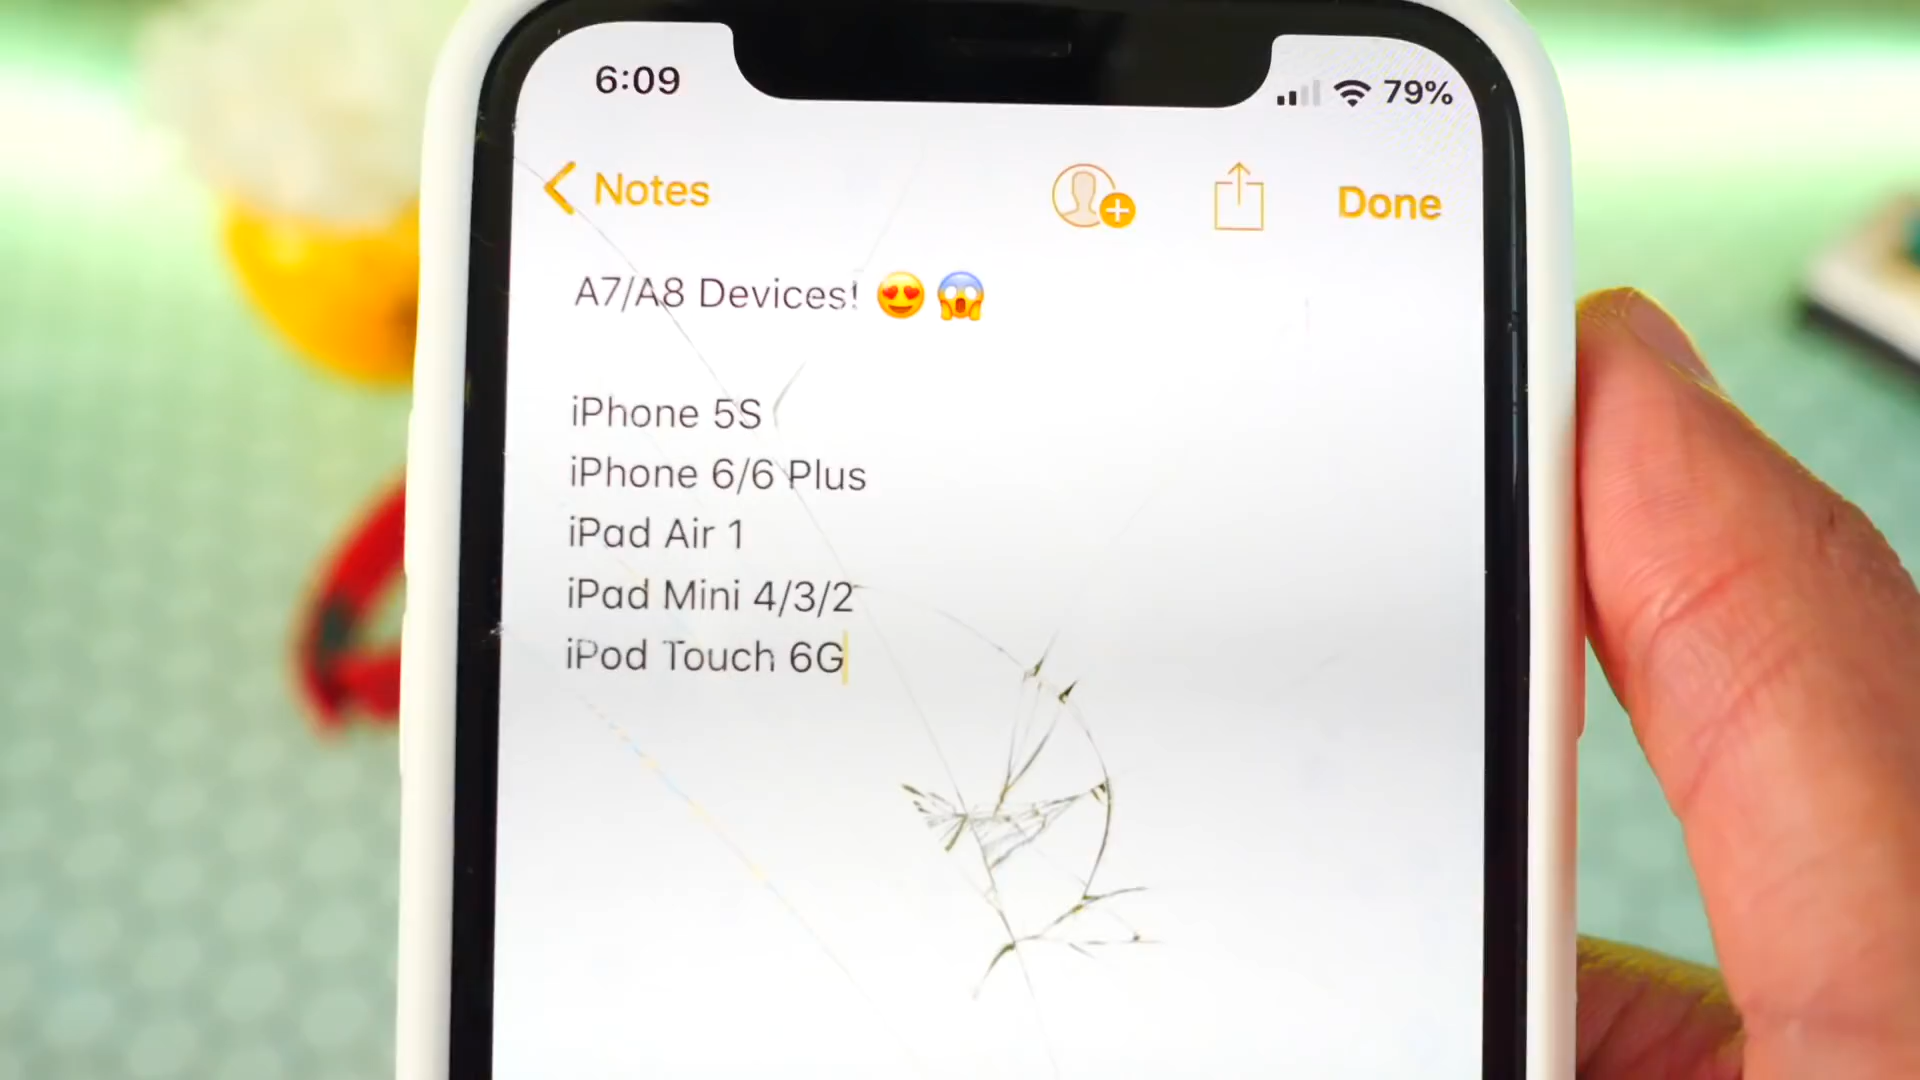 6:09
79%
Notes
Done
A7/A8 Devices! 😍 😱
iPhone 5S
iPhone 6/6 Plus
iPad Air 1
iPad Mini 4/3/2
iPod Touch 6G